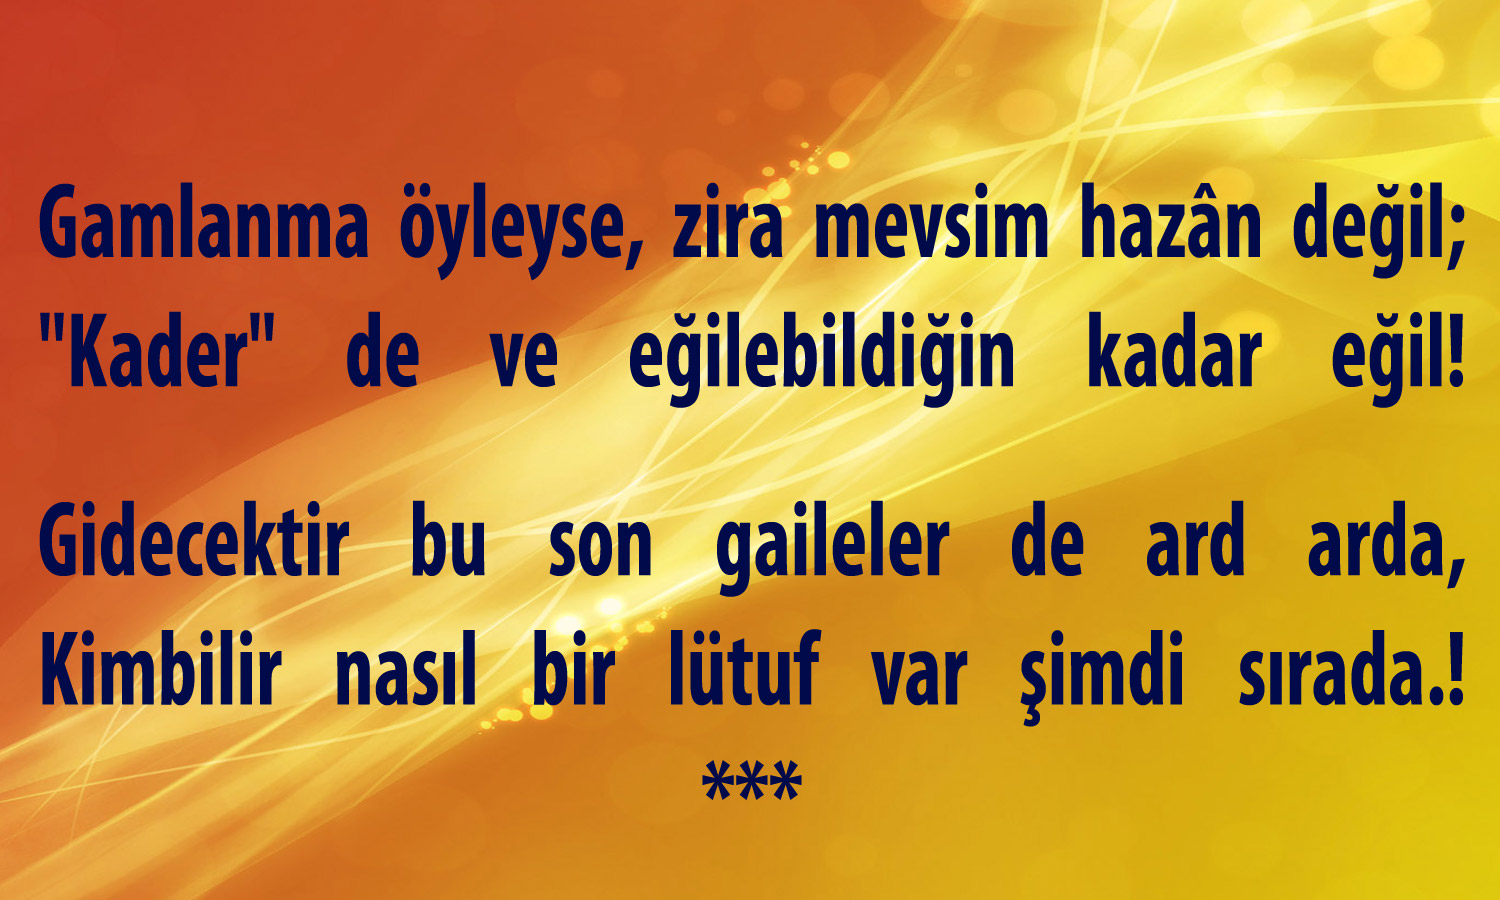 Gamlanma öyleyse, zira mevsim hazân değil;
"Kader" de ve eğilebildiğin kadar eğil!
Gidecektir bu son gaileler de ard arda,
Kimbilir nasıl bir lütuf var şimdi sırada.!
***